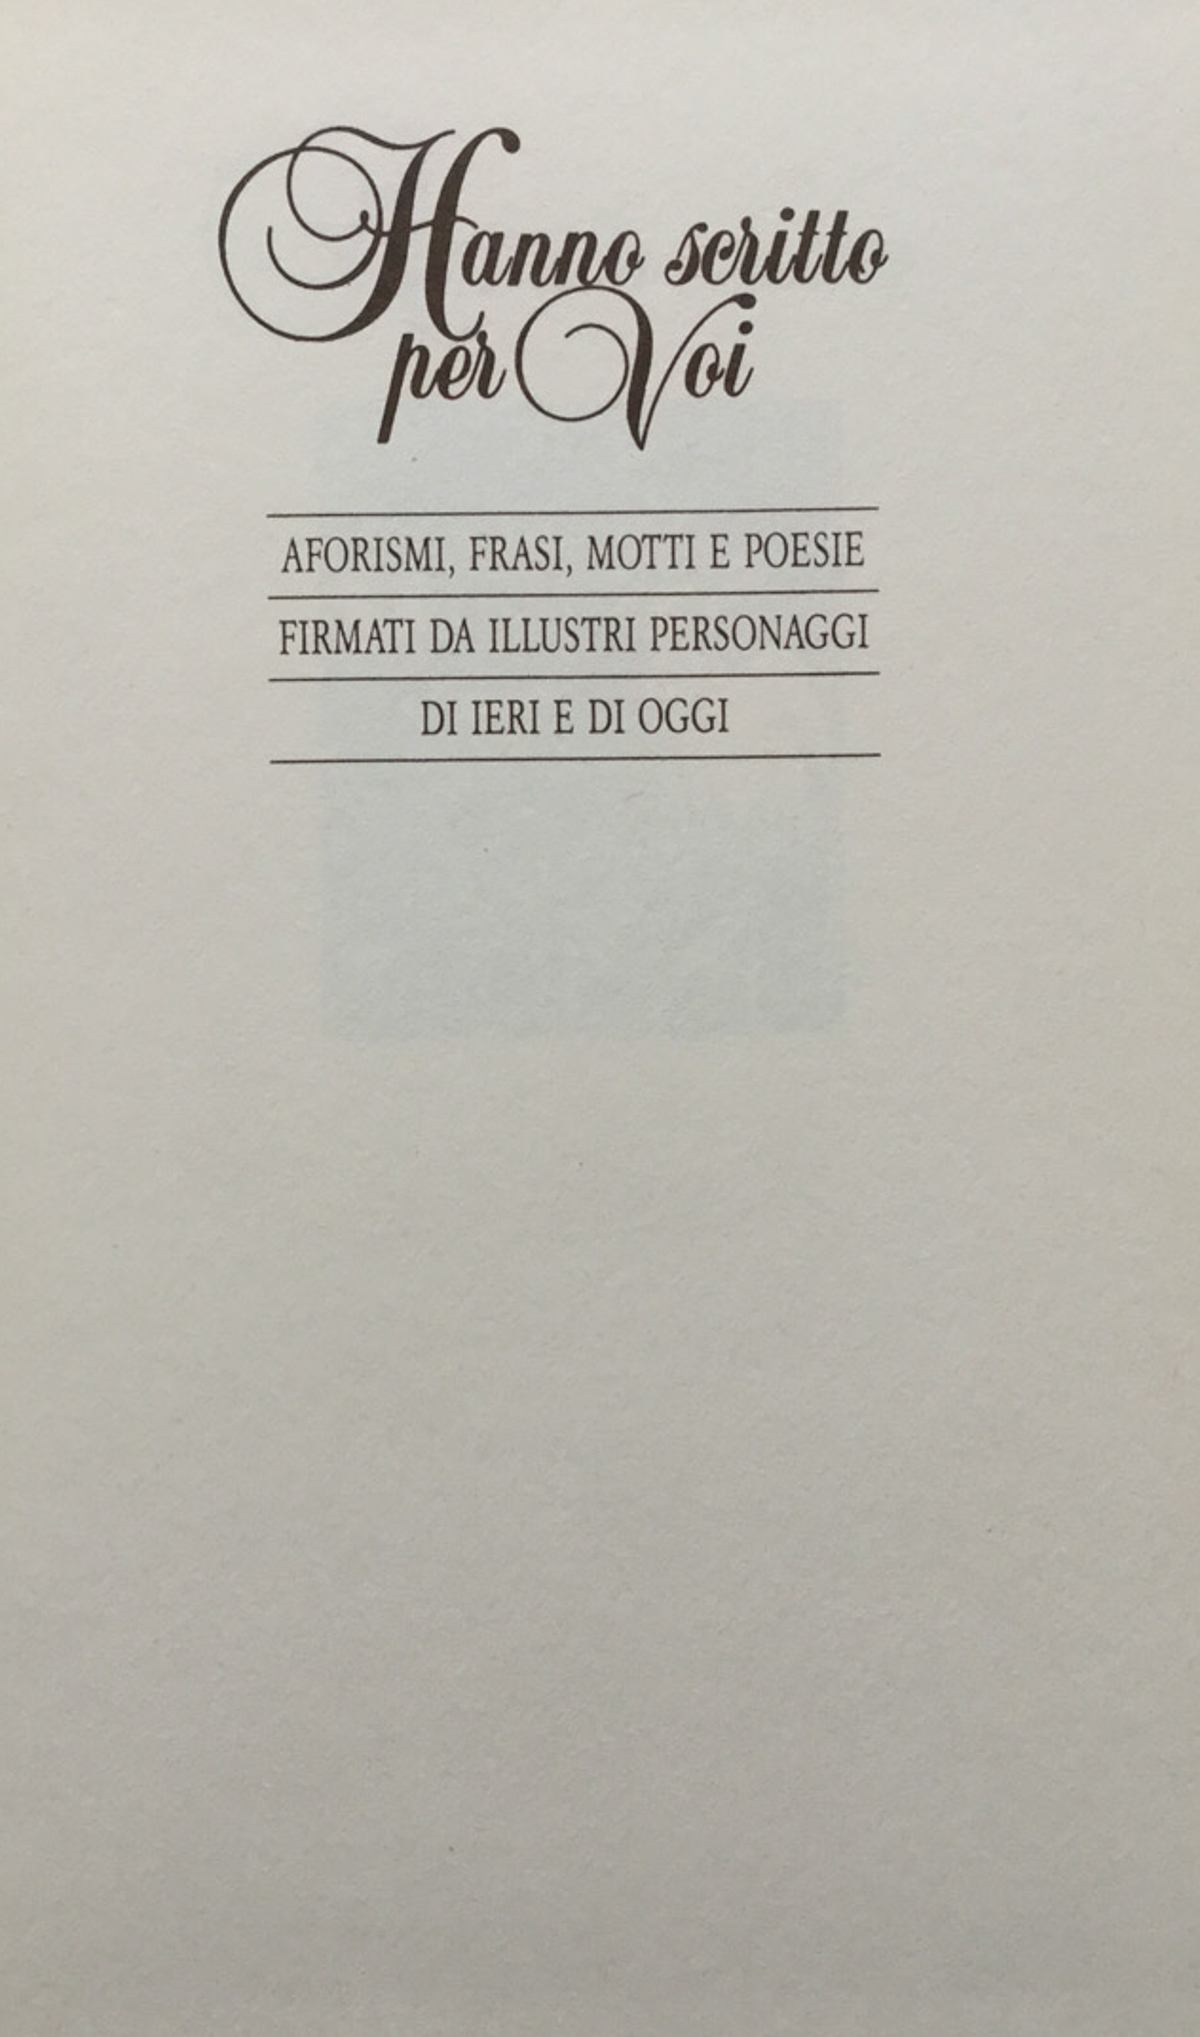 Hanno scritto
per Voi
AFORISMI, FRASI, MOTTI E POESIE
FIRMATI DA ILLUSTRI PERSONAGGI
DI IERI E DI OGGI